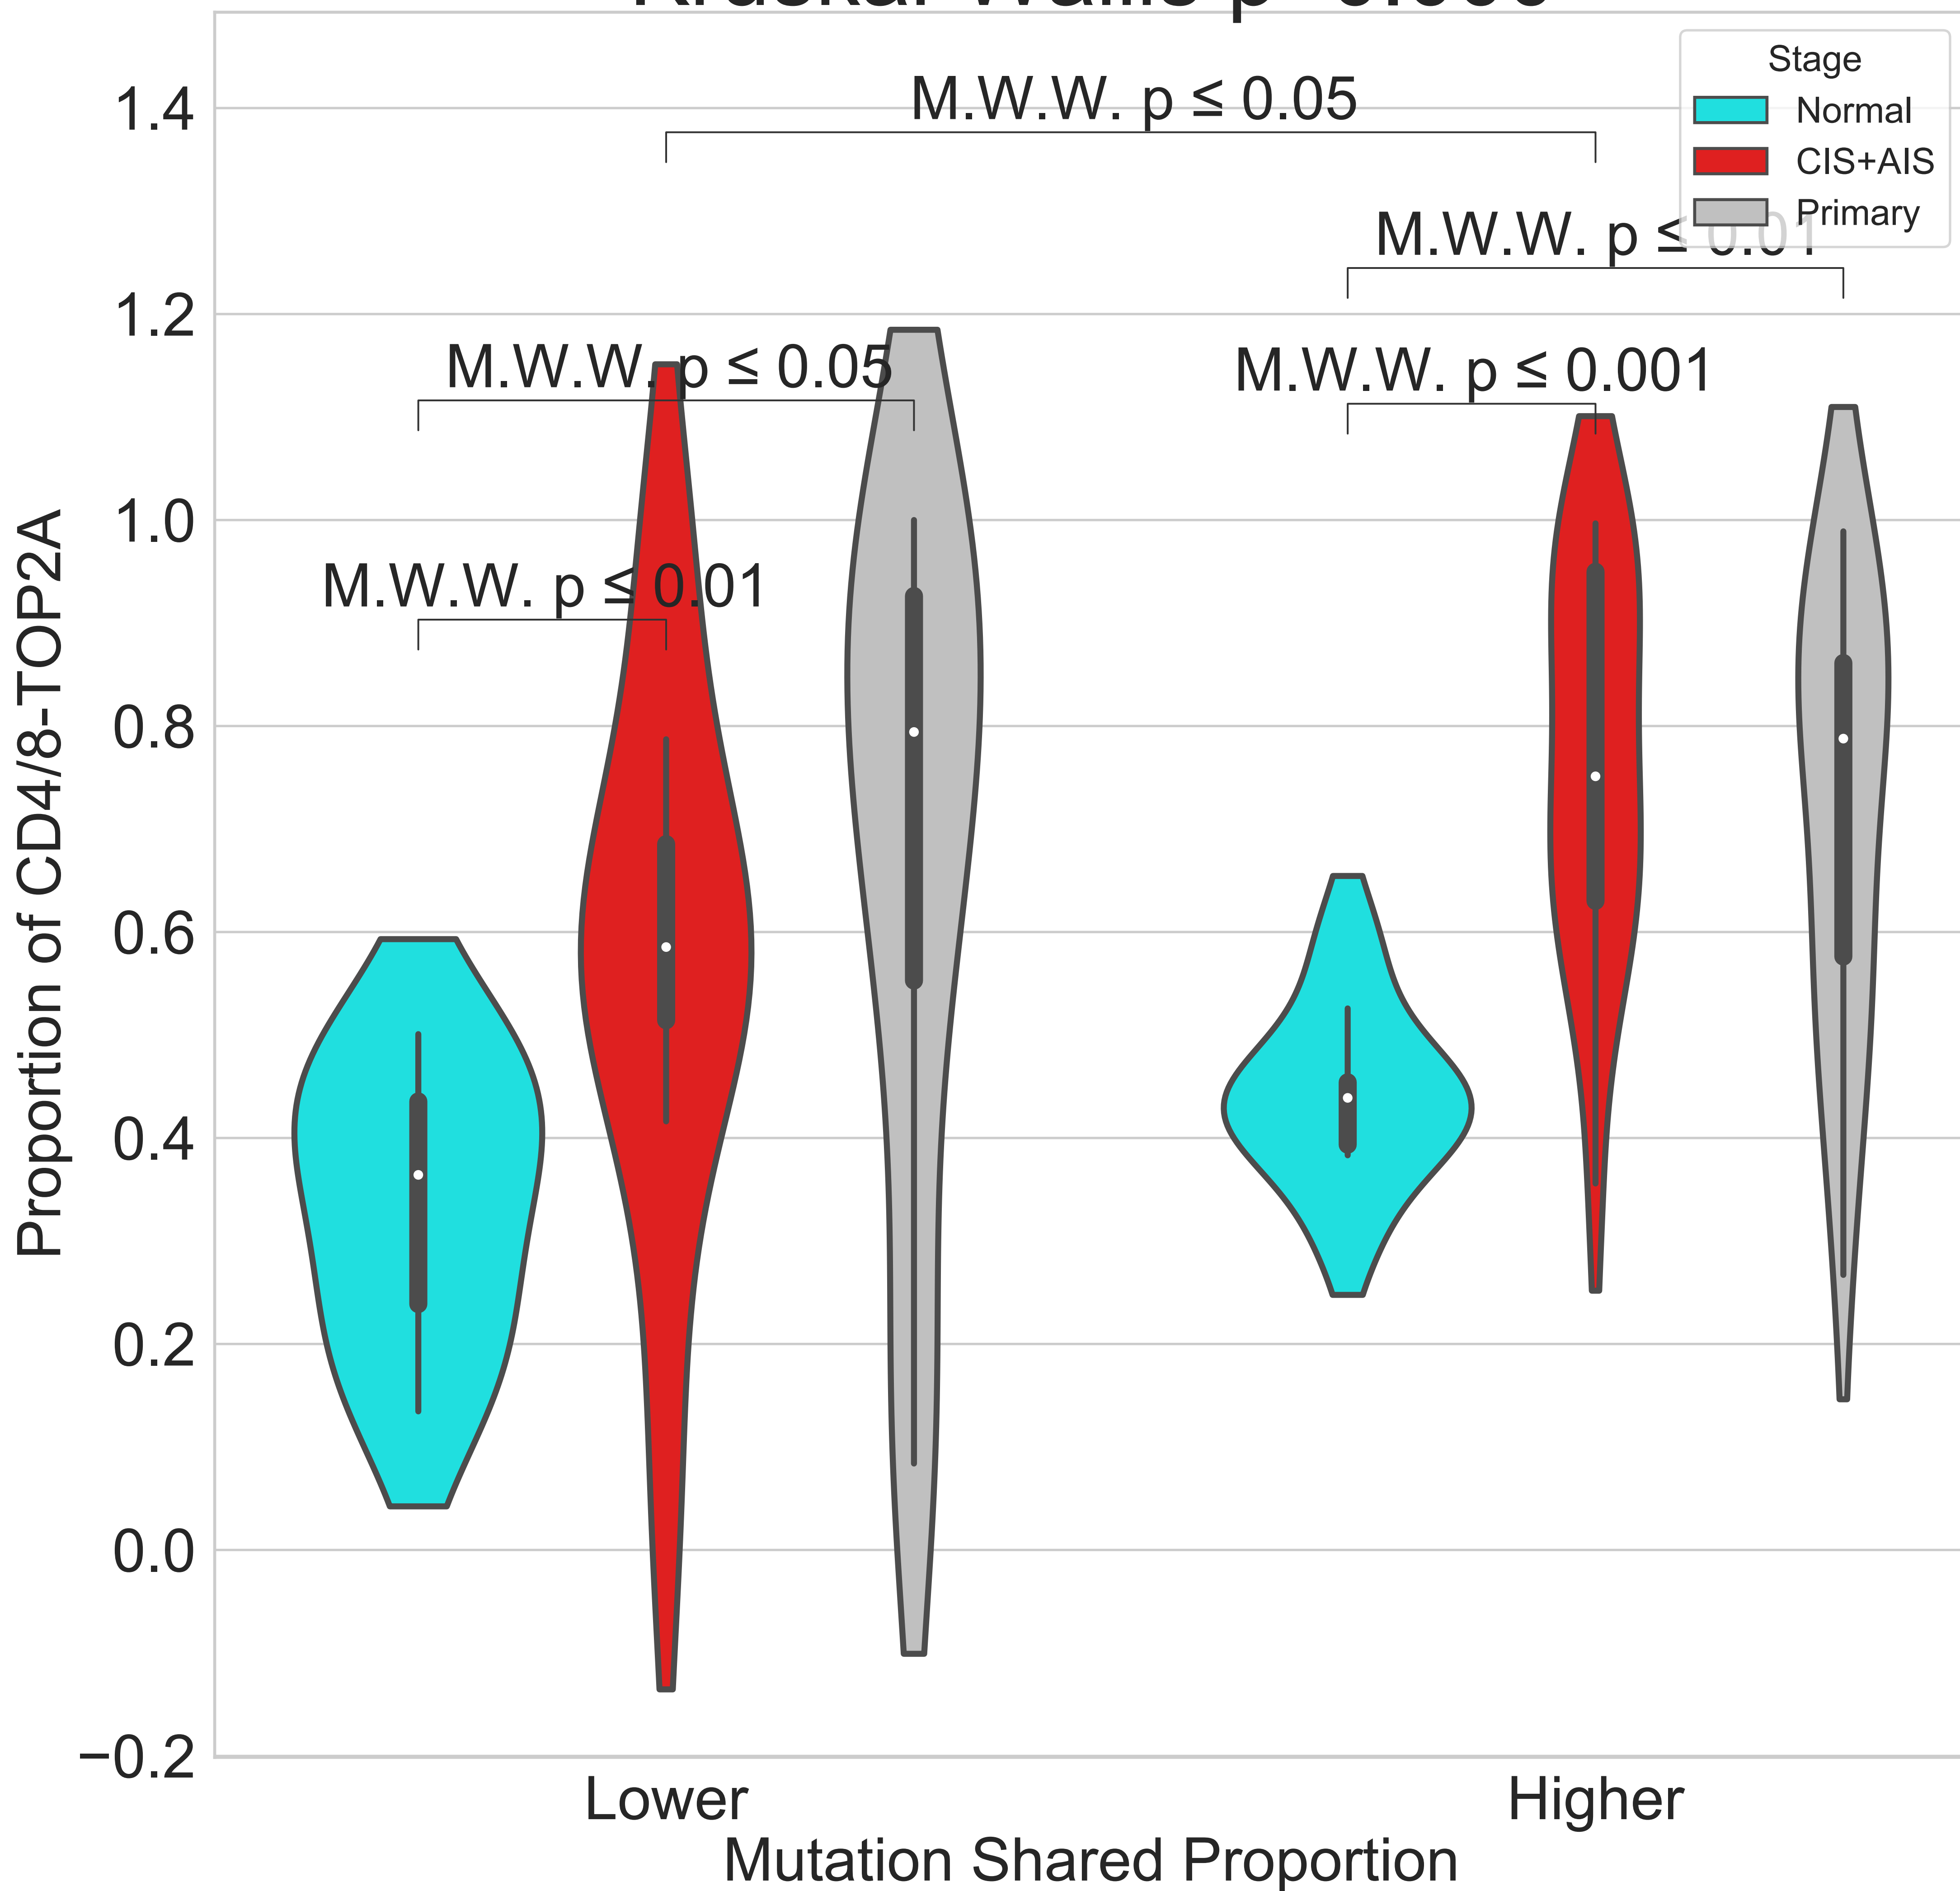 Stage
Normal
CIS+AIS
Primary
M.W.W. p ≤ 0.05
M.W.W. p ≤ 0.01
M.W.W. p ≤ 0.05
M.W.W. p ≤ 0.001
M.W.W. p ≤ 0.01
1.4
1.2
1.0
0.8
0.6
0.4
0.2
0.0
−0.2
Proportion of CD4/8-TOP2A
Lower
Higher
Mutation Shared Proportion